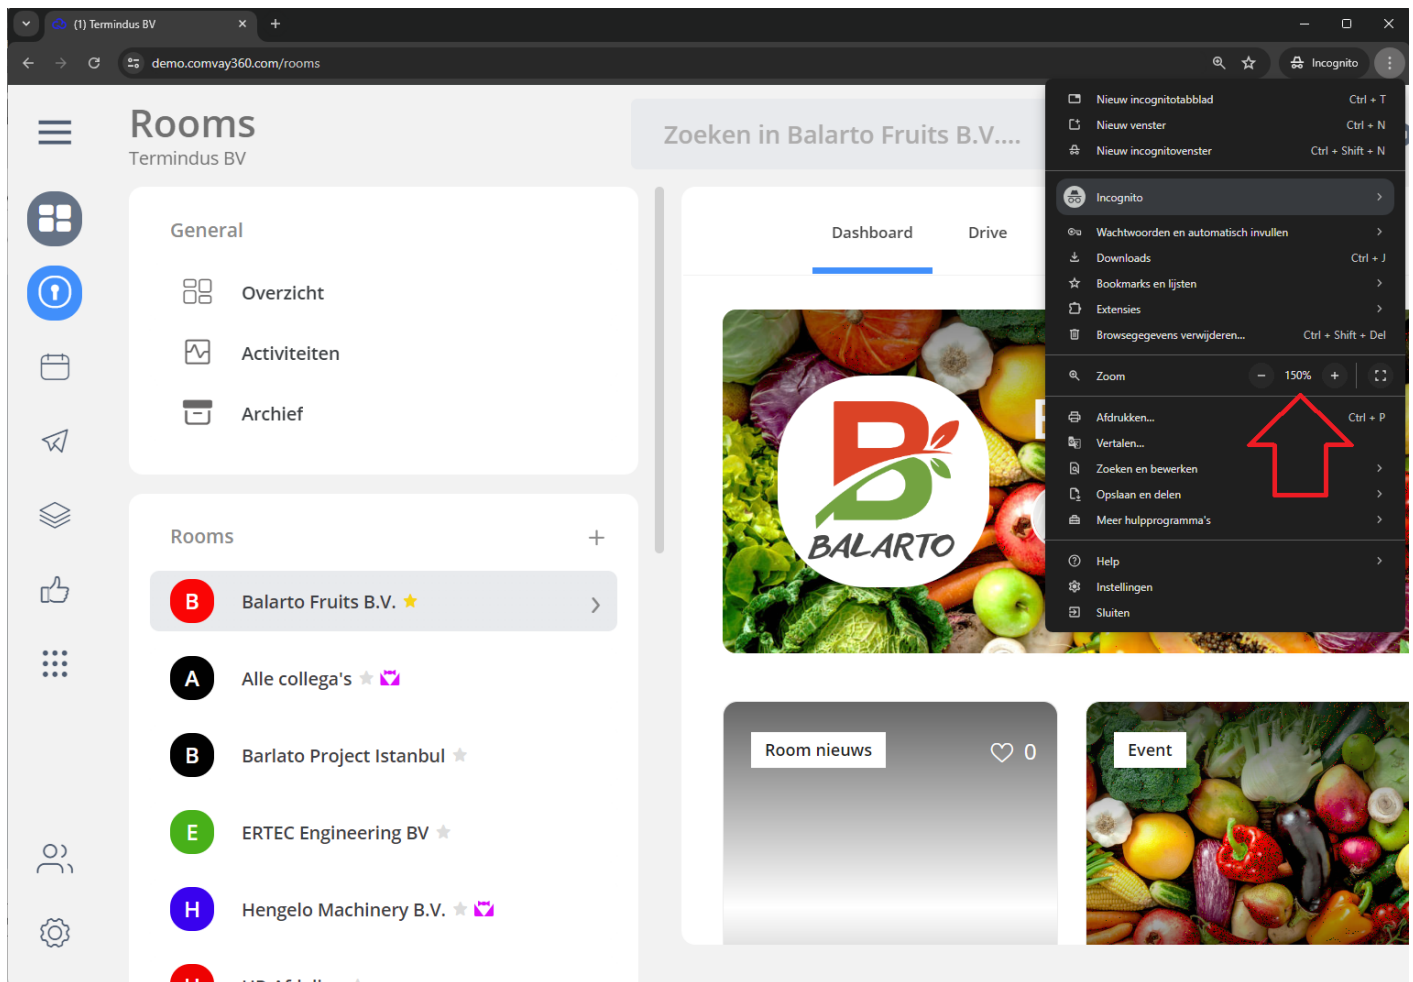 (1) Termindus BV
demo.comvay360.com/rooms
Incognito
Rooms
Termindus BV
Zoeken in Balarto Fruits B.V....
General
Overzicht
Activiteiten
Archief
Rooms
B Balarto Fruits B.V.
A Alle collega's
B Barlato Project Istanbul
E ERTEC Engineering BV
H Hengelo Machinery B.V.
Dashboard Drive
B
BALARTO
Room nieuws 0
Event
Nieuw incognitotabblad Ctrl + T
Nieuw venster Ctrl + N
Nieuw incognitovenster Ctrl + Shift + N
Incognito
Wachtwoorden en automatisch invullen
Downloads Ctrl + J
Bookmarks en lijsten
Extensies
Browsegegevens verwijderen... Ctrl + Shift + Del
Zoom − 150% +
Afdrukken... Ctrl + P
Vertalen...
Zoeken en bewerken
Opslaan en delen
Meer hulpprogramma's
Help
Instellingen
Sluiten